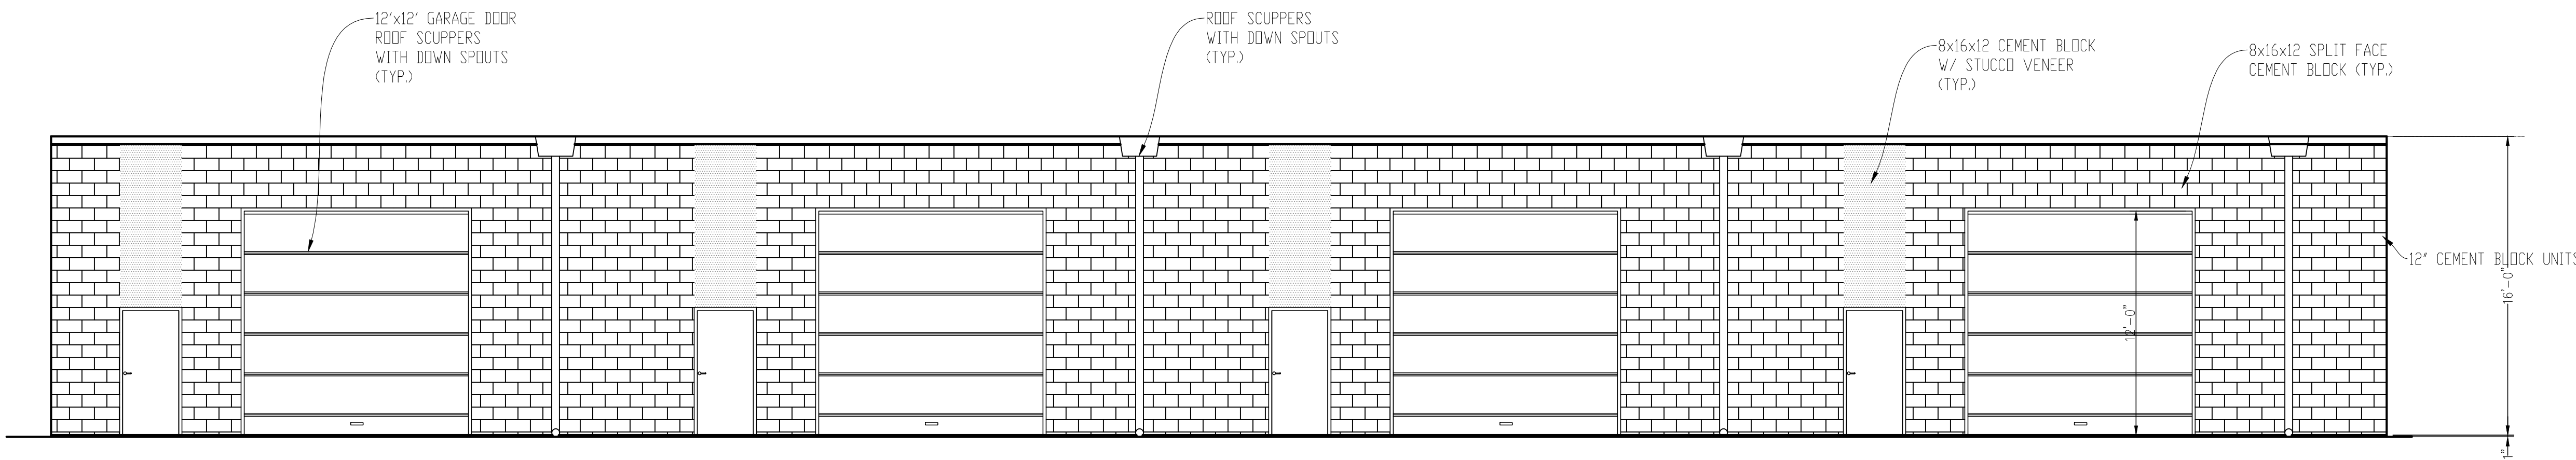 12'x12' GARAGE DOOR
ROOF SCUPPERS
WITH DOWN SPOUTS
(TYP.)
ROOF SCUPPERS
WITH DOWN SPOUTS
(TYP.)
8x16x12 CEMENT BLOCK
W/ STUCCO VENEER
(TYP.)
8x16x12 SPLIT FACE
CEMENT BLOCK (TYP.)
12" CEMENT BLOCK UNITS
16'-0"
12'-0"
1"